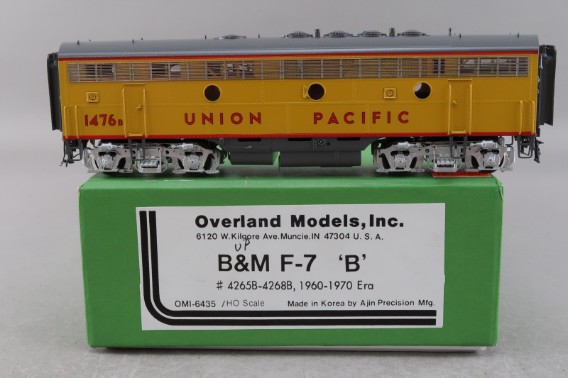 1476B UNION PACIFIC
Overland Models, Inc.
6120 W. Kilgore Ave. Muncie. IN 47304 U. S. A.
UP
B&M F-7 'B'
# 4265B-4268B, 1960-1970 Era
OMI-6435 /HO Scale Made in Korea by Ajin Precision Mfg.